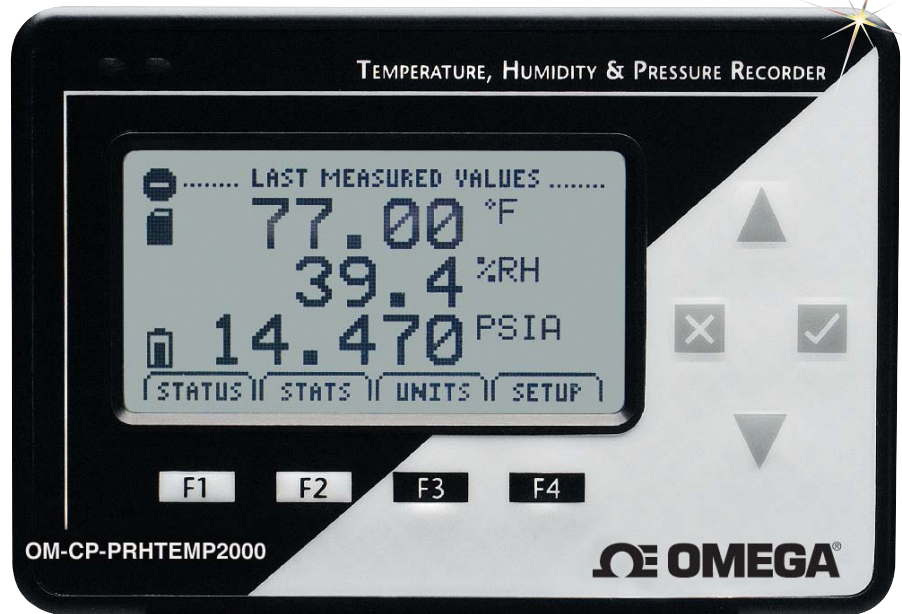 TEMPERATURE, HUMIDITY & PRESSURE RECORDER
........ LAST MEASURED VALUES ........
77.00 °F
39.4 %RH
14.470 PSIA
STATUS STATS UNITS SETUP
F1 F2 F3 F4
OM-CP-PRHTEMP2000
OMEGA®